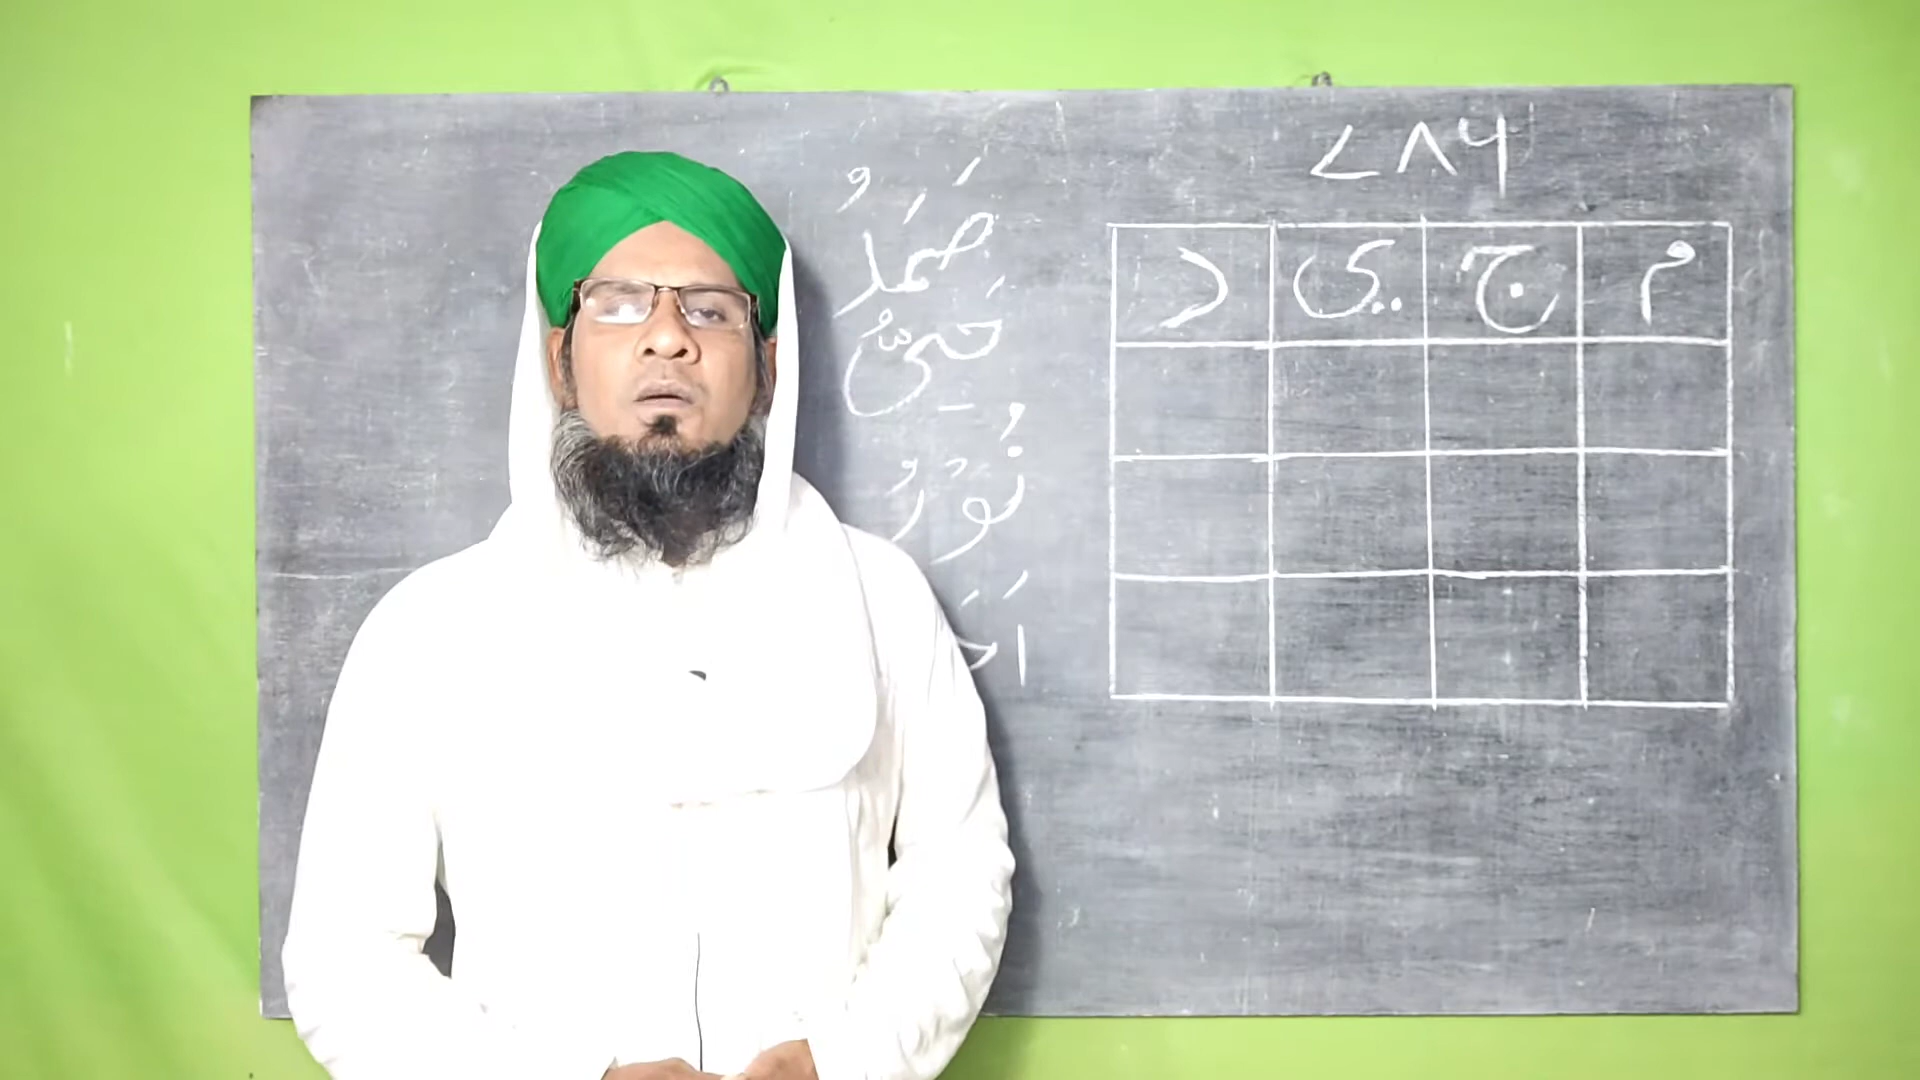 ۷۸۶
م ج ی د
صَمَدُ
حَیُّ
نُوْرُ